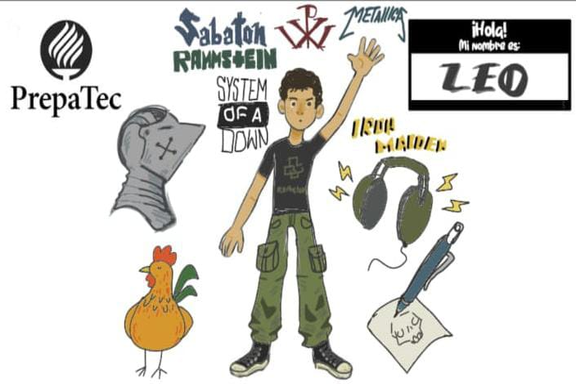 Sabaton
RAMMSTEIN
METALLICA
¡Hola!
Mi nombre es:
LEO
PrepaTec
SYSTEM
OF A
DOWN
IRON
MAIDEN
RAMMSTEIN